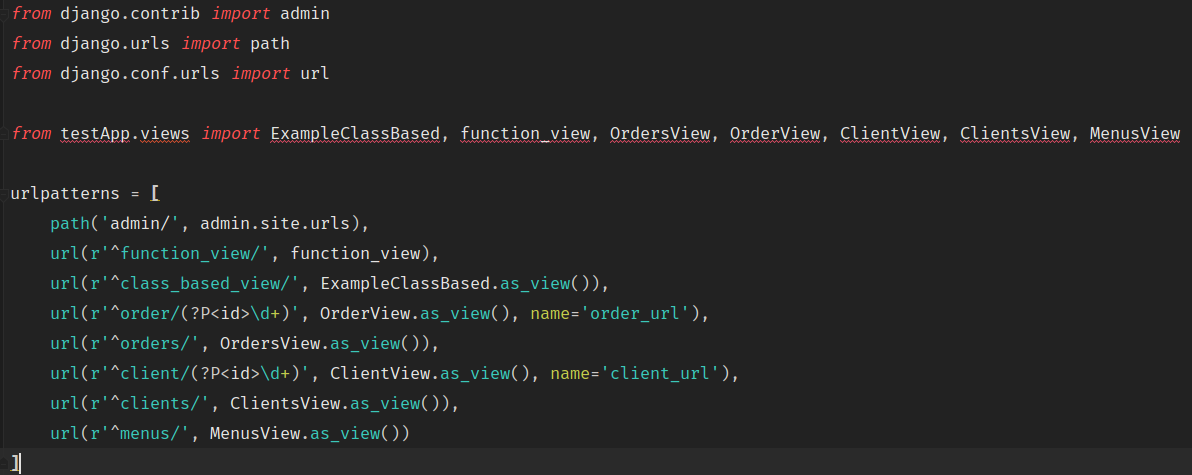 from django.contrib import admin
from django.urls import path
from django.conf.urls import url
from testApp.views import ExampleClassBased, function_view, OrdersView, OrderView, ClientView, ClientsView, MenusView
urlpatterns = [
    path('admin/', admin.site.urls),
    url(r'^function_view/', function_view),
    url(r'^class_based_view/', ExampleClassBased.as_view()),
    url(r'^order/(?P<id>\d+)', OrderView.as_view(), name='order_url'),
    url(r'^orders/', OrdersView.as_view()),
    url(r'^client/(?P<id>\d+)', ClientView.as_view(), name='client_url'),
    url(r'^clients/', ClientsView.as_view()),
    url(r'^menus/', MenusView.as_view())
]